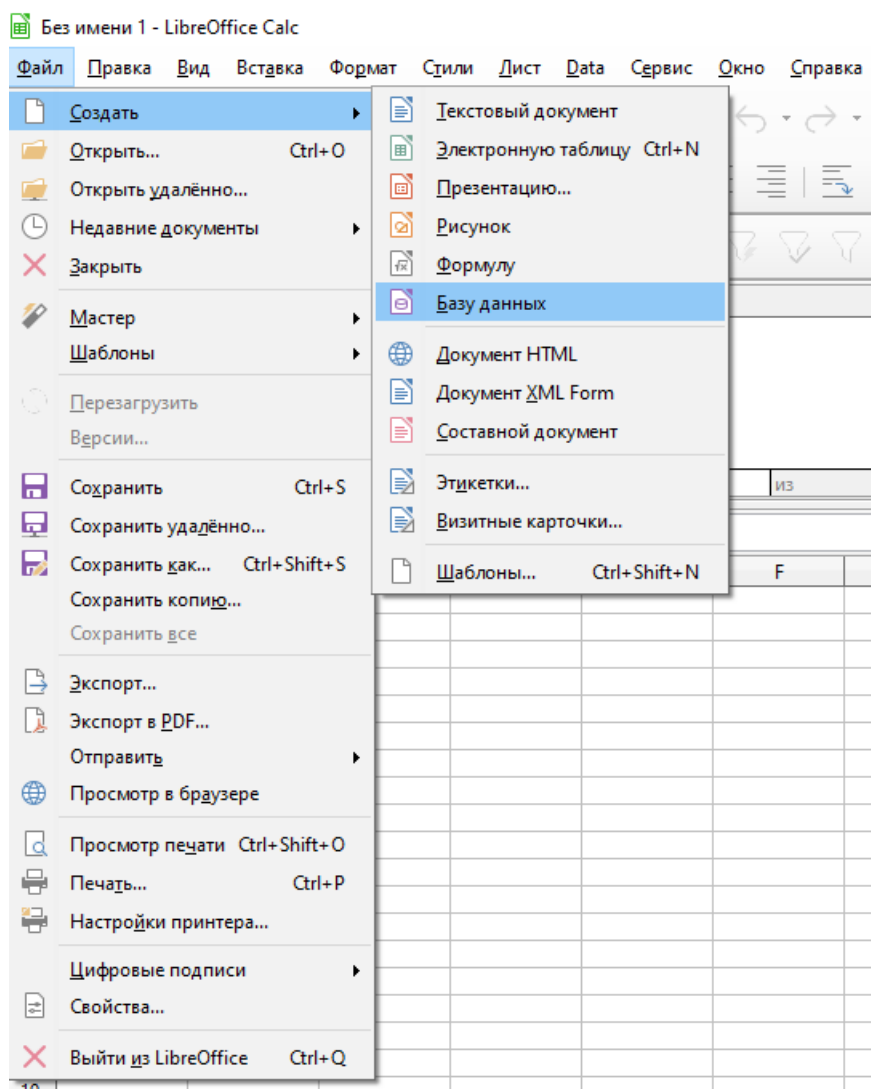 Без имени 1 - LibreOffice Calc
Файл Правка Вид Вставка Формат Стили Лист Data Сервис Окно Справка
Создать
Открыть... Ctrl+O
Открыть удалённо...
Недавние документы
Закрыть
Мастер
Шаблоны
Перезагрузить
Версии...
Сохранить Ctrl+S
Сохранить удалённо...
Сохранить как... Ctrl+Shift+S
Сохранить копию...
Сохранить все
Экспорт...
Экспорт в PDF...
Отправить
Просмотр в браузере
Просмотр печати Ctrl+Shift+O
Печать... Ctrl+P
Настройки принтера...
Цифровые подписи
Свойства...
Выйти из LibreOffice Ctrl+Q
Текстовый документ
Электронную таблицу Ctrl+N
Презентацию...
Рисунок
Формулу
Базу данных
Документ HTML
Документ XML Form
Составной документ
Этикетки...
Визитные карточки...
Шаблоны... Ctrl+Shift+N
из
F